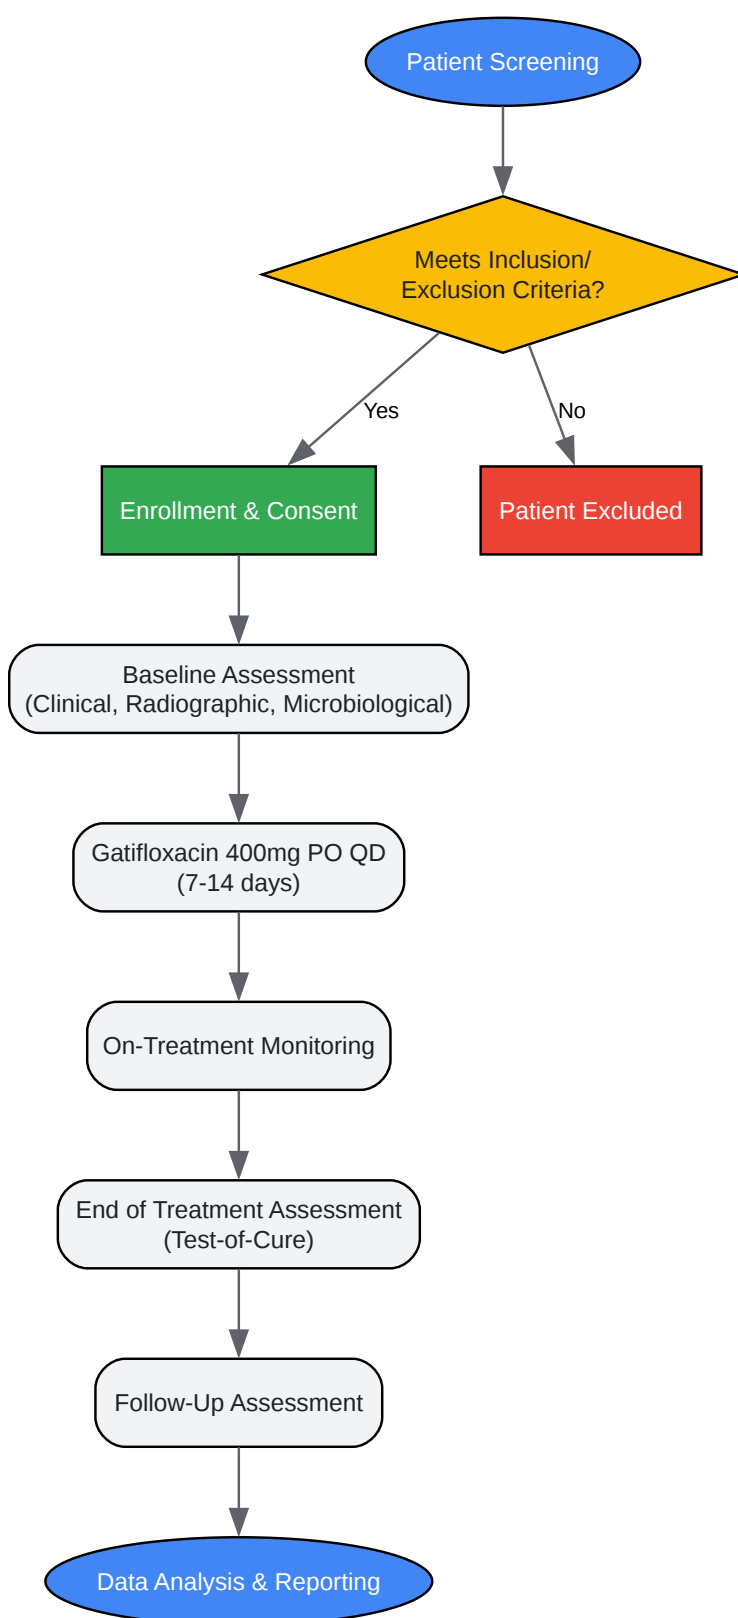 Patient Screening
Meets Inclusion/
Exclusion Criteria?
Yes
No
Enrollment & Consent
Patient Excluded
Baseline Assessment
(Clinical, Radiographic, Microbiological)
Gatifloxacin 400mg PO QD
(7-14 days)
On-Treatment Monitoring
End of Treatment Assessment
(Test-of-Cure)
Follow-Up Assessment
Data Analysis & Reporting